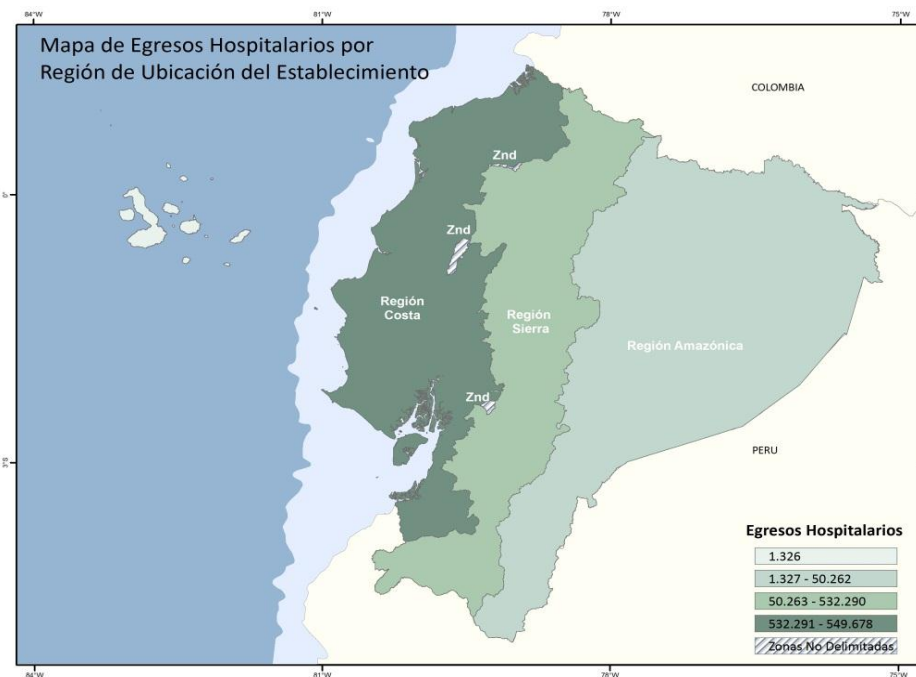 84°W
81°W
78°W
75°W
Mapa de Egresos Hospitalarios por
Región de Ubicación del Establecimiento
COLOMBIA
Znd
0°
Znd
Región
Costa
Región
Sierra
Región Amazónica
Znd
3°S
PERU
Egresos Hospitalarios
1.326
1.327 - 50.262
50.263 - 532.290
532.291 - 549.678
Zonas No Delimitadas
84°W
81°W
78°W
75°W